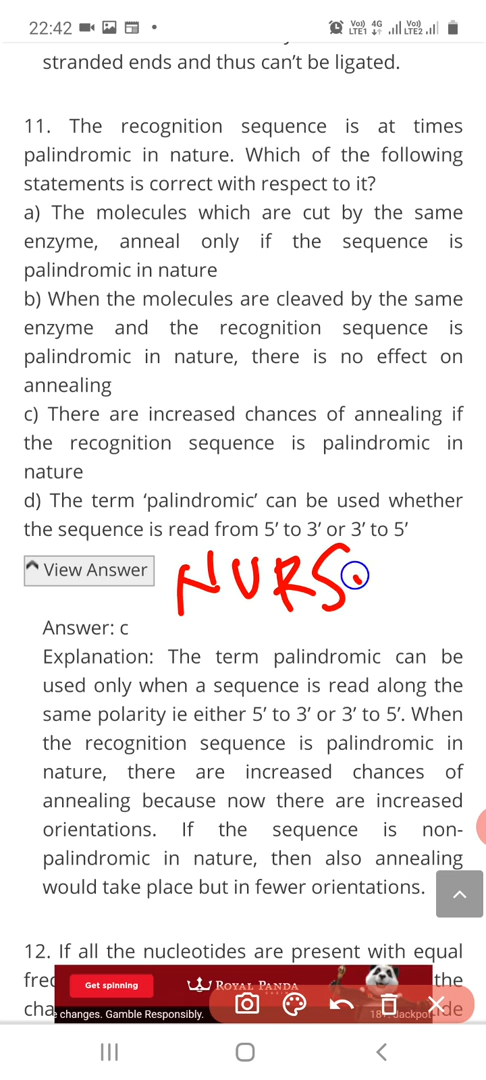 22:42 Vo)) LTE1 4G Vo)) LTE2
stranded ends and thus can't be ligated.
11. The recognition sequence is at times
palindromic in nature. Which of the following
statements is correct with respect to it?
a) The molecules which are cut by the same
enzyme, anneal only if the sequence is
palindromic in nature
b) When the molecules are cleaved by the same
enzyme and the recognition sequence is
palindromic in nature, there is no effect on
annealing
c) There are increased chances of annealing if
the recognition sequence is palindromic in
nature
d) The term ‘palindromic’ can be used whether
the sequence is read from 5’ to 3’ or 3’ to 5’
View Answer NURS
Answer: c
Explanation: The term palindromic can be
used only when a sequence is read along the
same polarity ie either 5’ to 3’ or 3’ to 5’. When
the recognition sequence is palindromic in
nature, there are increased chances of
annealing because now there are increased
orientations. If the sequence is non-
palindromic in nature, then also annealing
would take place but in fewer orientations.
12. If all the nucleotides are present with equal
the
Get spinning ROYAL PANDA
cha
changes. Gamble Responsibly. 18+ Jackpot